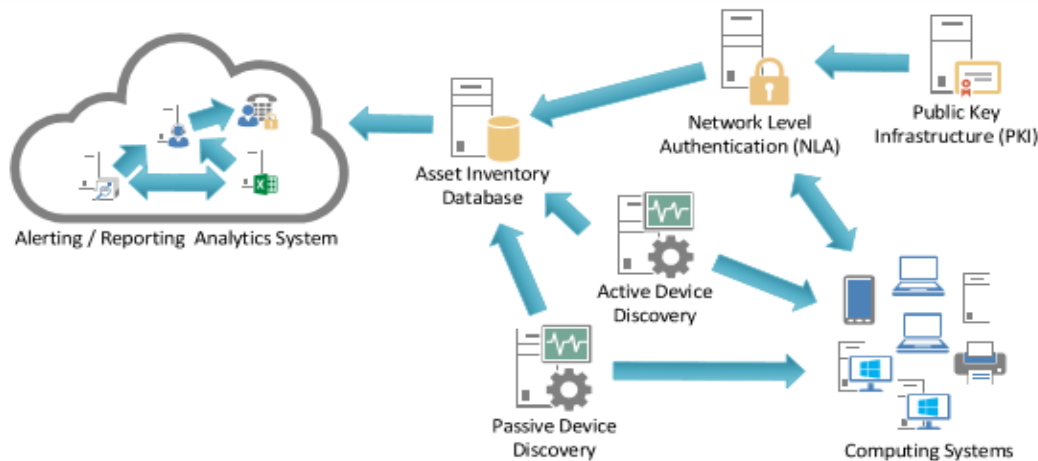 Alerting / Reporting  Analytics System
Asset Inventory
Database
Network Level
Authentication (NLA)
Public Key
Infrastructure (PKI)
Active Device
Discovery
Passive Device
Discovery
Computing Systems